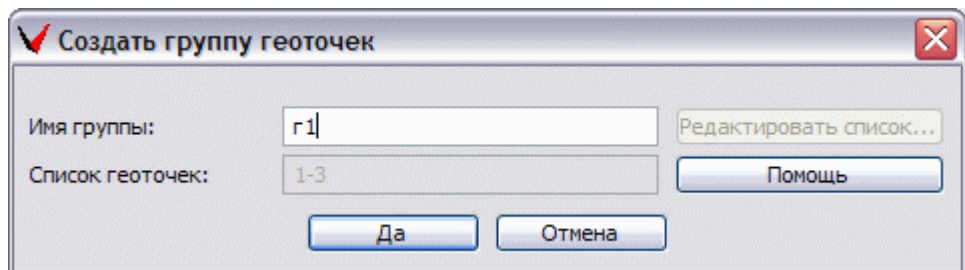 Создать группу геоточек
Имя группы: г1 Редактировать список...
Список геоточек: 1-3 Помощь
Да Отмена